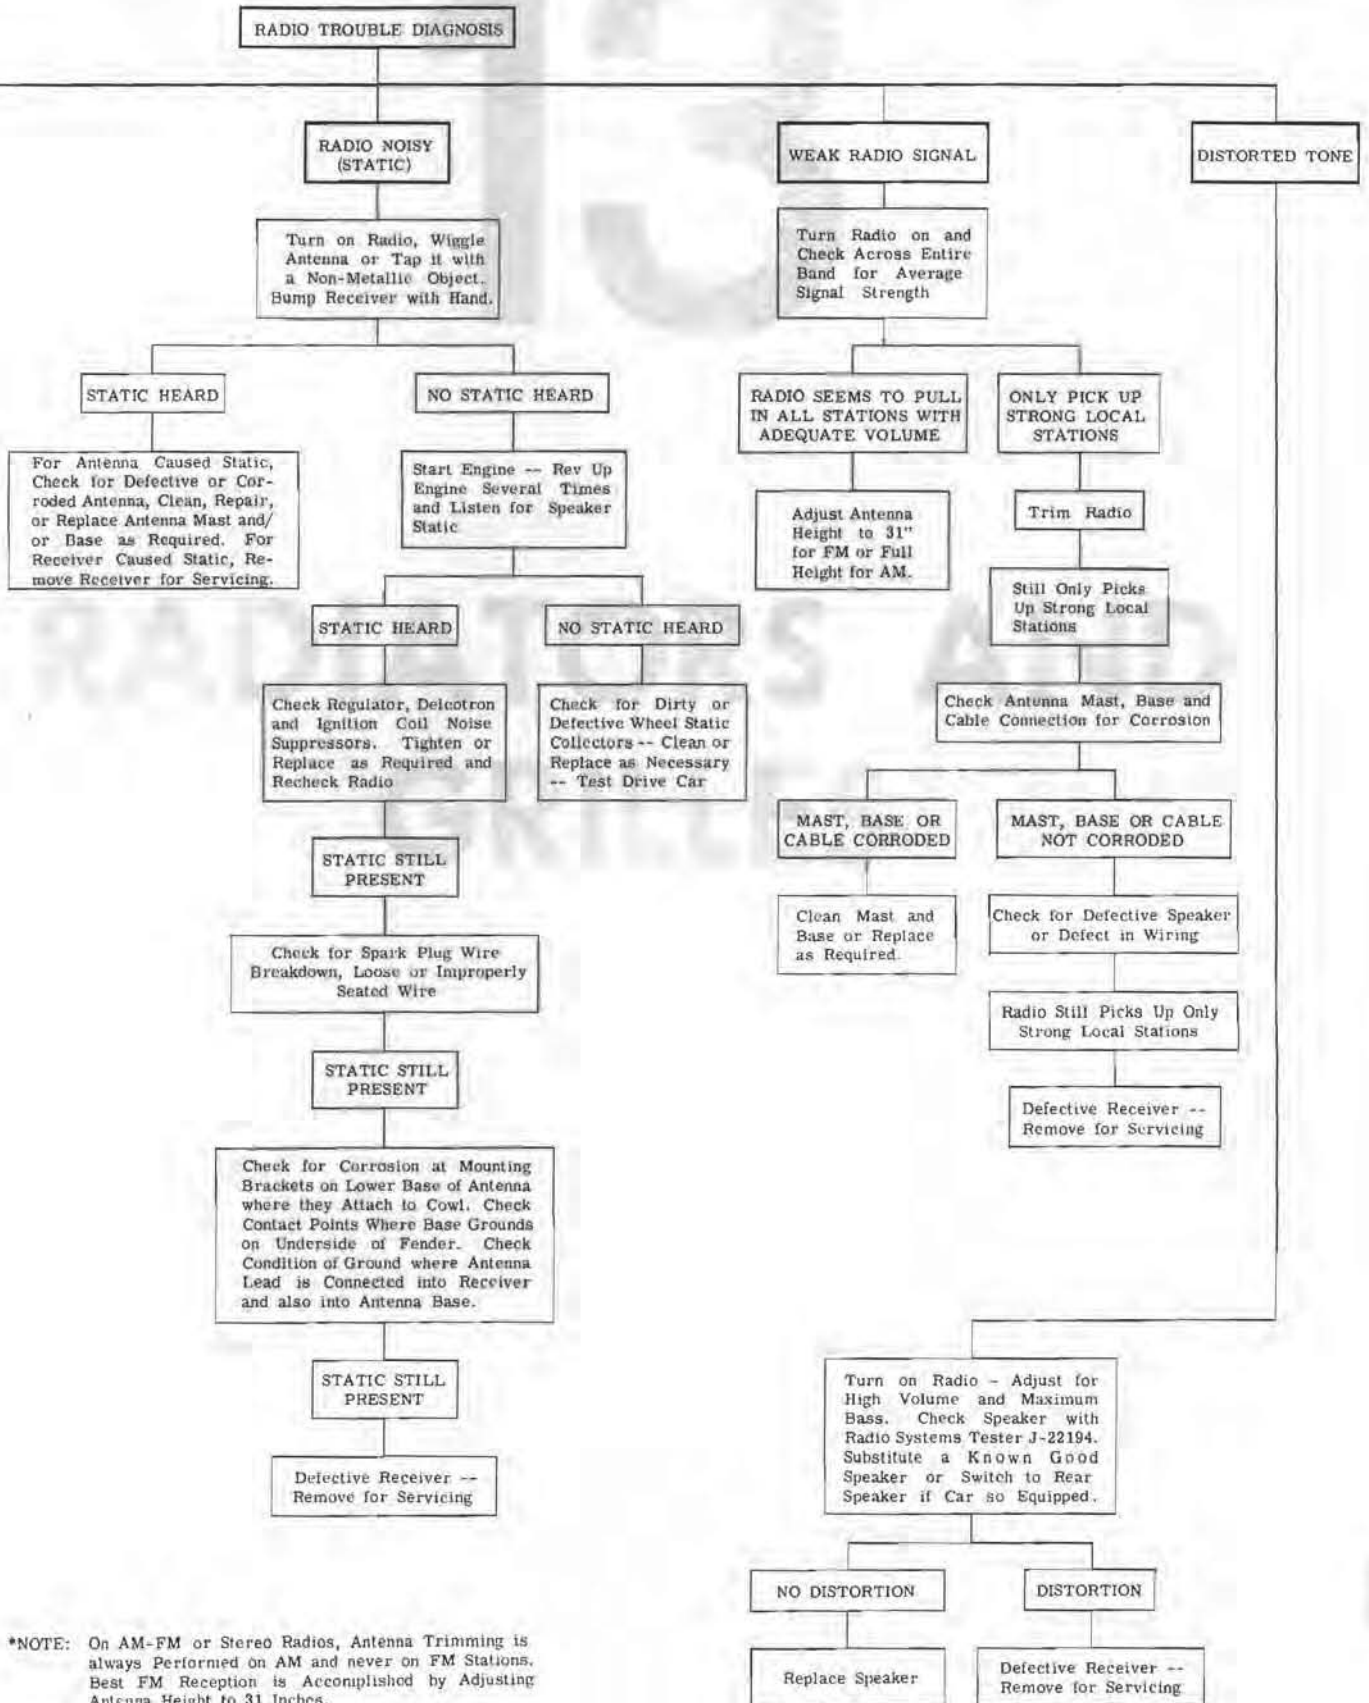 RADIO TROUBLE DIAGNOSIS
RADIO NOISY
(STATIC)
Turn on Radio, Wiggle
Antenna or Tap it with
a Non-Metallic Object.
Bump Receiver with Hand.
STATIC HEARD
For Antenna Caused Static,
Check for Defective or Cor-
roded Antenna, Clean, Repair,
or Replace Antenna Mast and/
or Base as Required. For
Receiver Caused Static, Re-
move Receiver for Servicing.
NO STATIC HEARD
Start Engine -- Rev Up
Engine Several Times
and Listen for Speaker
Static
STATIC HEARD
Check Regulator, Delcotron
and Ignition Coil Noise
Suppressors. Tighten or
Replace as Required and
Recheck Radio
NO STATIC HEARD
Check for Dirty or
Defective Wheel Static
Collectors -- Clean or
Replace as Necessary
-- Test Drive Car
STATIC STILL
PRESENT
Check for Spark Plug Wire
Breakdown, Loose or Improperly
Seated Wire
STATIC STILL
PRESENT
Check for Corrosion at Mounting
Brackets on Lower Base of Antenna
where they Attach to Cowl. Check
Contact Points Where Base Grounds
on Underside of Fender. Check
Condition of Ground where Antenna
Lead is Connected into Receiver
and also into Antenna Base.
STATIC STILL
PRESENT
Defective Receiver --
Remove for Servicing
WEAK RADIO SIGNAL
Turn Radio on and
Check Across Entire
Band for Average
Signal Strength
RADIO SEEMS TO PULL
IN ALL STATIONS WITH
ADEQUATE VOLUME
Adjust Antenna
Height to 31"
for FM or Full
Height for AM.
ONLY PICK UP
STRONG LOCAL
STATIONS
Trim Radio
Still Only Picks
Up Strong Local
Stations
Check Antenna Mast, Base and
Cable Connection for Corrosion
MAST, BASE OR
CABLE CORRODED
Clean Mast and
Base or Replace
as Required.
MAST, BASE OR CABLE
NOT CORRODED
Check for Defective Speaker
or Defect in Wiring
Radio Still Picks Up Only
Strong Local Stations
Defective Receiver --
Remove for Servicing
DISTORTED TONE
Turn on Radio - Adjust for
High Volume and Maximum
Bass. Check Speaker with
Radio Systems Tester J-22194.
Substitute a Known Good
Speaker or Switch to Rear
Speaker if Car so Equipped.
NO DISTORTION
Replace Speaker
DISTORTION
Defective Receiver --
Remove for Servicing
*NOTE: On AM-FM or Stereo Radios, Antenna Trimming is
always Performed on AM and never on FM Stations.
Best FM Reception is Accomplished by Adjusting
Antenna Height to 31 Inches.
13
RADIATORS AND